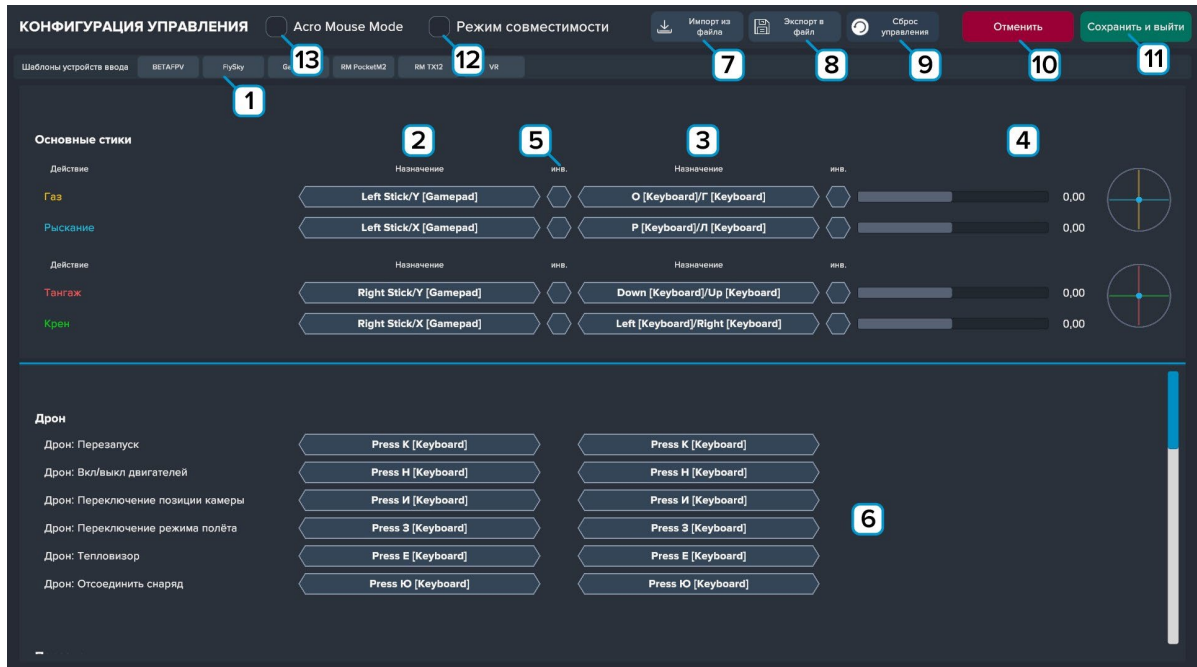 КОНФИГУРАЦИЯ УПРАВЛЕНИЯ Acro Mouse Mode Режим совместимости Импорт из файла Экспорт в файл Сброс управления Отменить Сохранить и выйти
13 12 7 8 9 10 11
Шаблоны устройств ввода BETAFPV FlySky RM PocketM2 RM TX12 VR
1
Основные стики 2 5 3 4
Действие Назначение инв. Назначение инв.
Газ Left Stick/Y [Gamepad] О [Keyboard]/Г [Keyboard] 0,00
Рыскание Left Stick/X [Gamepad] Р [Keyboard]/Л [Keyboard] 0,00
Действие Назначение инв. Назначение инв.
Тангаж Right Stick/Y [Gamepad] Down [Keyboard]/Up [Keyboard] 0,00
Крен Right Stick/X [Gamepad] Left [Keyboard]/Right [Keyboard] 0,00
Дрон
Дрон: Перезапуск Press К [Keyboard] Press К [Keyboard]
Дрон: Вкл/выкл двигателей Press Н [Keyboard] Press Н [Keyboard]
Дрон: Переключение позиции камеры Press И [Keyboard] Press И [Keyboard]
Дрон: Переключение режима полёта Press З [Keyboard] Press З [Keyboard]
6
Дрон: Тепловизор Press Е [Keyboard] Press Е [Keyboard]
Дрон: Отсоединить снаряд Press Ю [Keyboard] Press Ю [Keyboard]